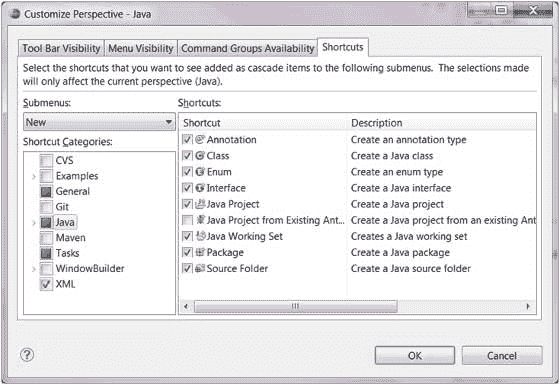 Customize Perspective - Java
Tool Bar Visibility Menu Visibility Command Groups Availability Shortcuts
Select the shortcuts that you want to see added as cascade items to the following submenus. The selections made
will only affect the current perspective (Java).
Submenus: Shortcuts:
New
Shortcut Description
Shortcut Categories:
Annotation Create an annotation type
CVS
Class Create a Java class
Examples
Enum Create an enum type
General
Interface Create a Java interface
Git
Java Project Create a Java project
Java
Java Project from Existing Ant... Create a Java project from an existing Ant
Maven
Java Working Set Creates a Java working set
Tasks
Package Create a Java package
WindowBuilder
Source Folder Create a Java source folder
XML
?
OK Cancel